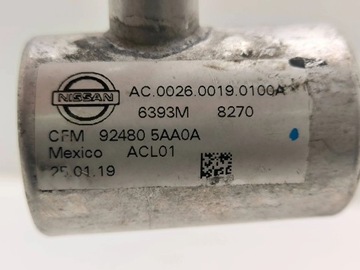 NISSAN
AC.0026.0019.0100A
6393M 8270
CFM 92480 5AA0A
Mexico ACL01
25.01.19